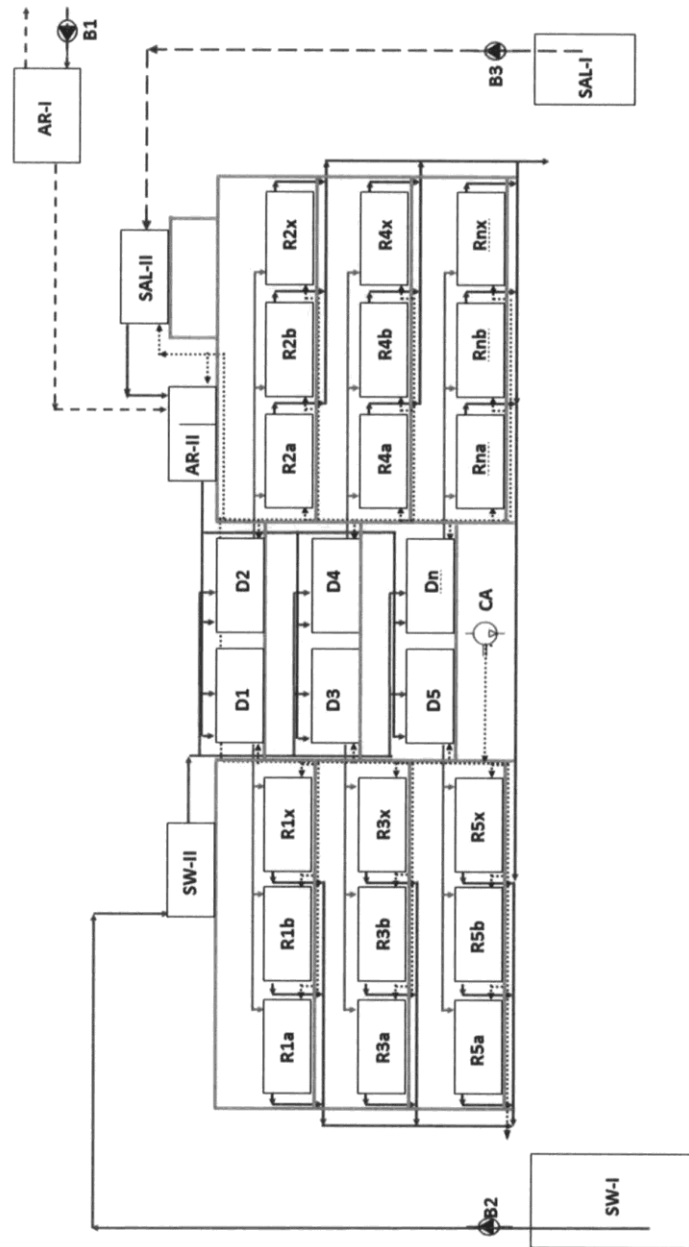 B1
AR-I
B3
SAL-I
SAL-II
AR-II
R2a
R2b
R2x
R4a
R4b
R4x
Rna
Rnb
Rnx
D1
D2
D3
D4
D5
Dn
CA
SW-II
R1a
R1b
R1x
R3a
R3b
R3x
R5a
R5b
R5x
B2
SW-I